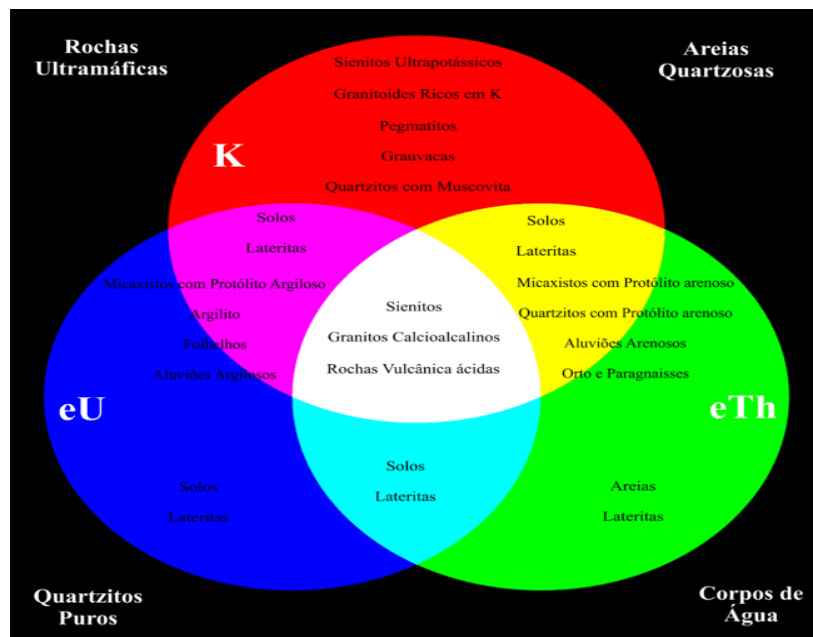 Rochas
Ultramáficas
Areias
Quartzosas
Sienitos Ultrapotássicos
Granitoides Ricos em K
Pegmatitos
K
Grauvacas
Quartzitos com Muscovita
Solos
Lateritas
Micaxistos com Protólito Argiloso
Argilito
Folhelhos
Aluviões Argilosos
Solos
Lateritas
Micaxistos com Protólito arenoso
Quartzitos com Protólito arenoso
Aluviões Arenosos
Orto e Paragnaisses
Sienitos
Granitos Calcioalcalinos
Rochas Vulcânica ácidas
eU
eTh
Solos
Lateritas
Solos
Lateritas
Areias
Lateritas
Quartzitos
Puros
Corpos de
Água